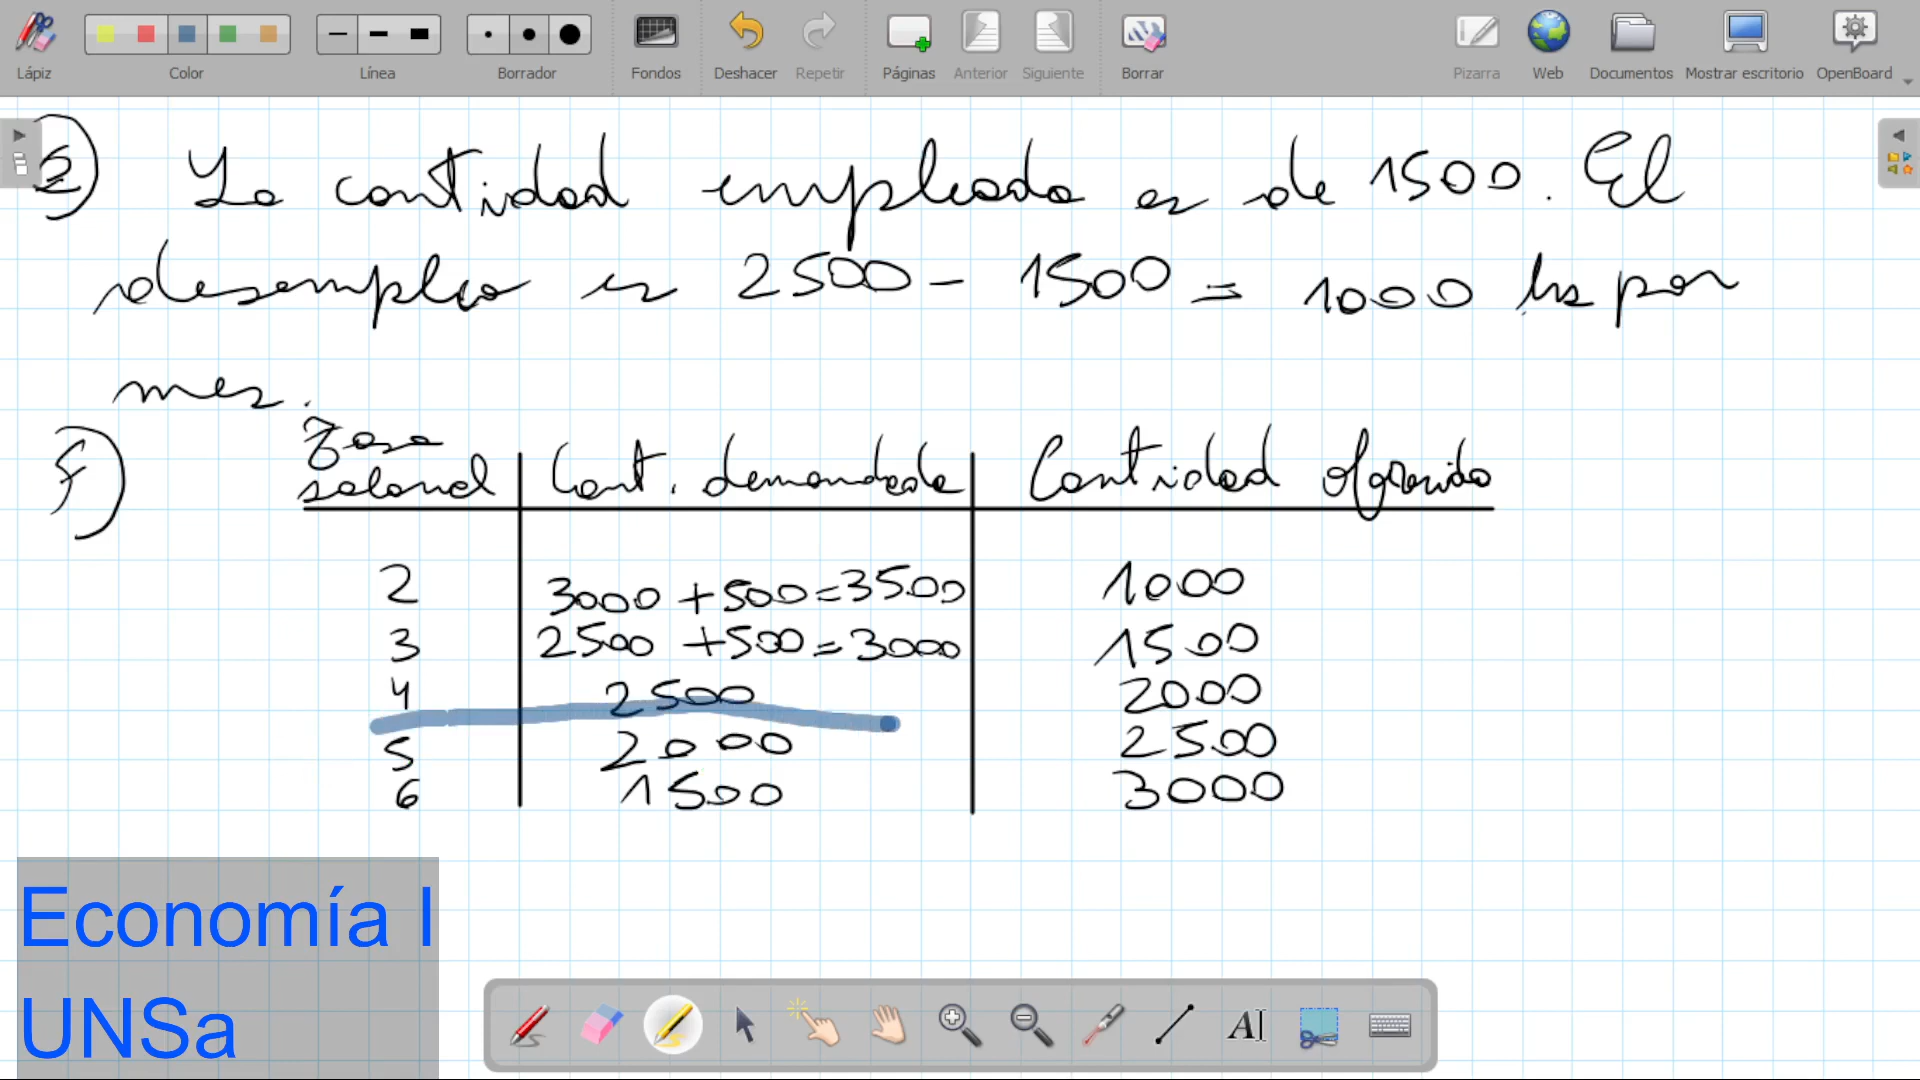 Lápiz Color Línea Borrador Fondos Deshacer Repetir Páginas Anterior Siguiente Borrar Pizarra Web Documentos Mostrar escritorio OpenBoard
e) La cantidad empleada es de 1500. El
desempleo es 2500 - 1500 = 1000 hs por
mes.
f) Tasa
salarial Cant. demandada Cantidad ofrecida
2 3000 +500=3500 1000
3 2500 +500=3000 1500
4 2500 2000
5 2000 2500
6 1500 3000
Economía I
UNSa
AI